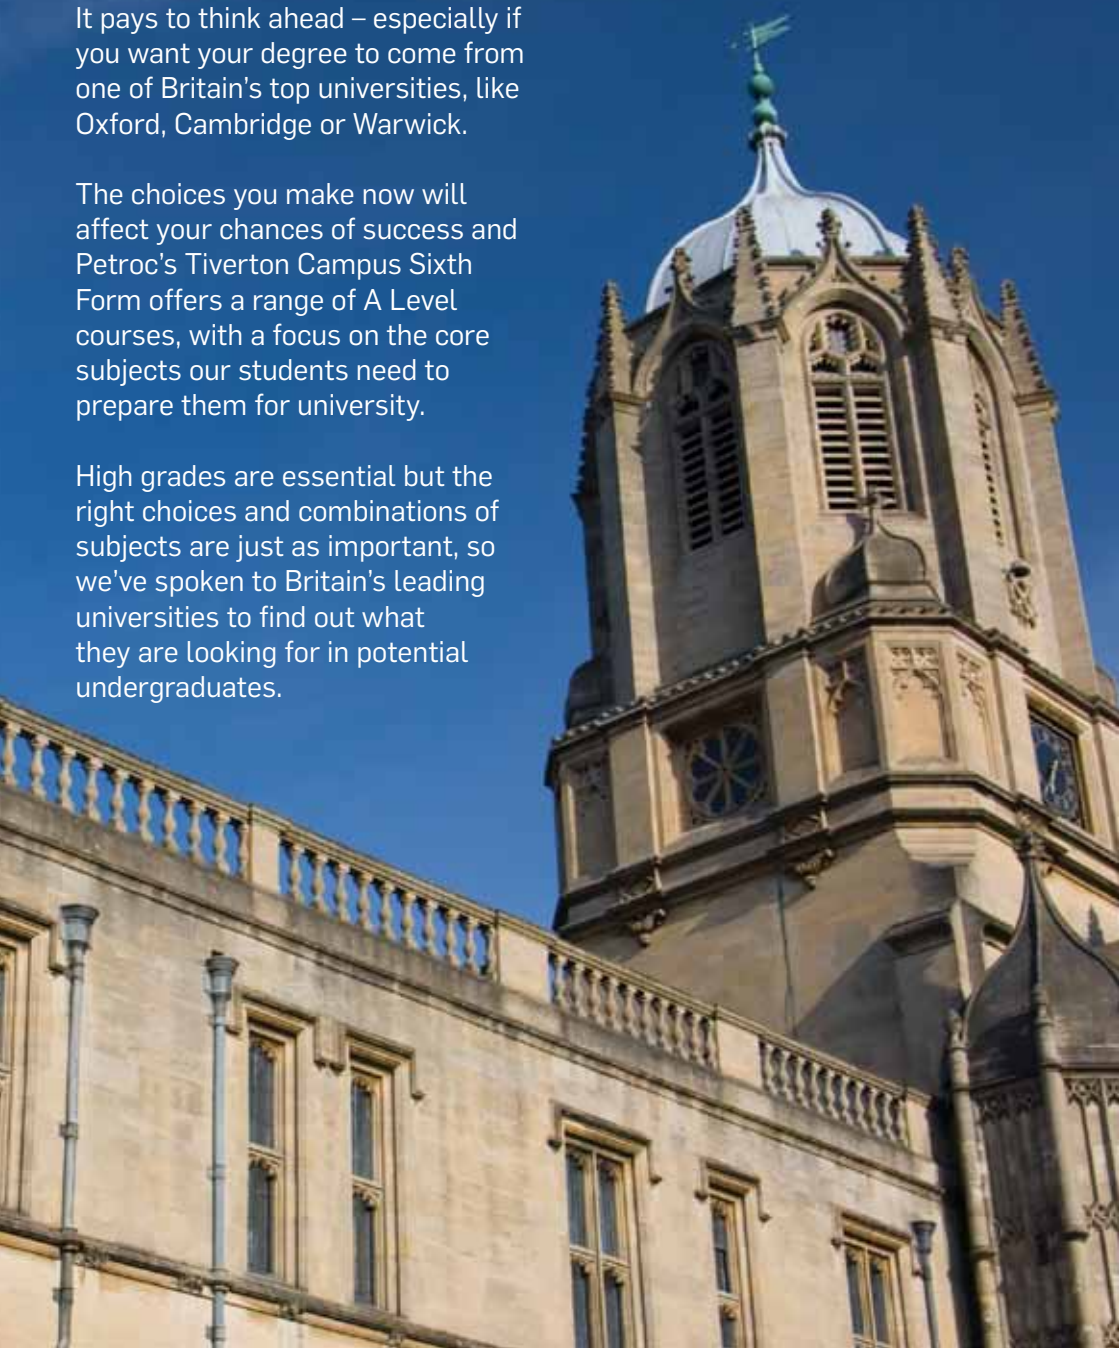 It pays to think ahead – especially if
you want your degree to come from
one of Britain's top universities, like
Oxford, Cambridge or Warwick.
The choices you make now will
affect your chances of success and
Petroc's Tiverton Campus Sixth
Form offers a range of A Level
courses, with a focus on the core
subjects our students need to
prepare them for university.
High grades are essential but the
right choices and combinations of
subjects are just as important, so
we've spoken to Britain's leading
universities to find out what
they are looking for in potential
undergraduates.